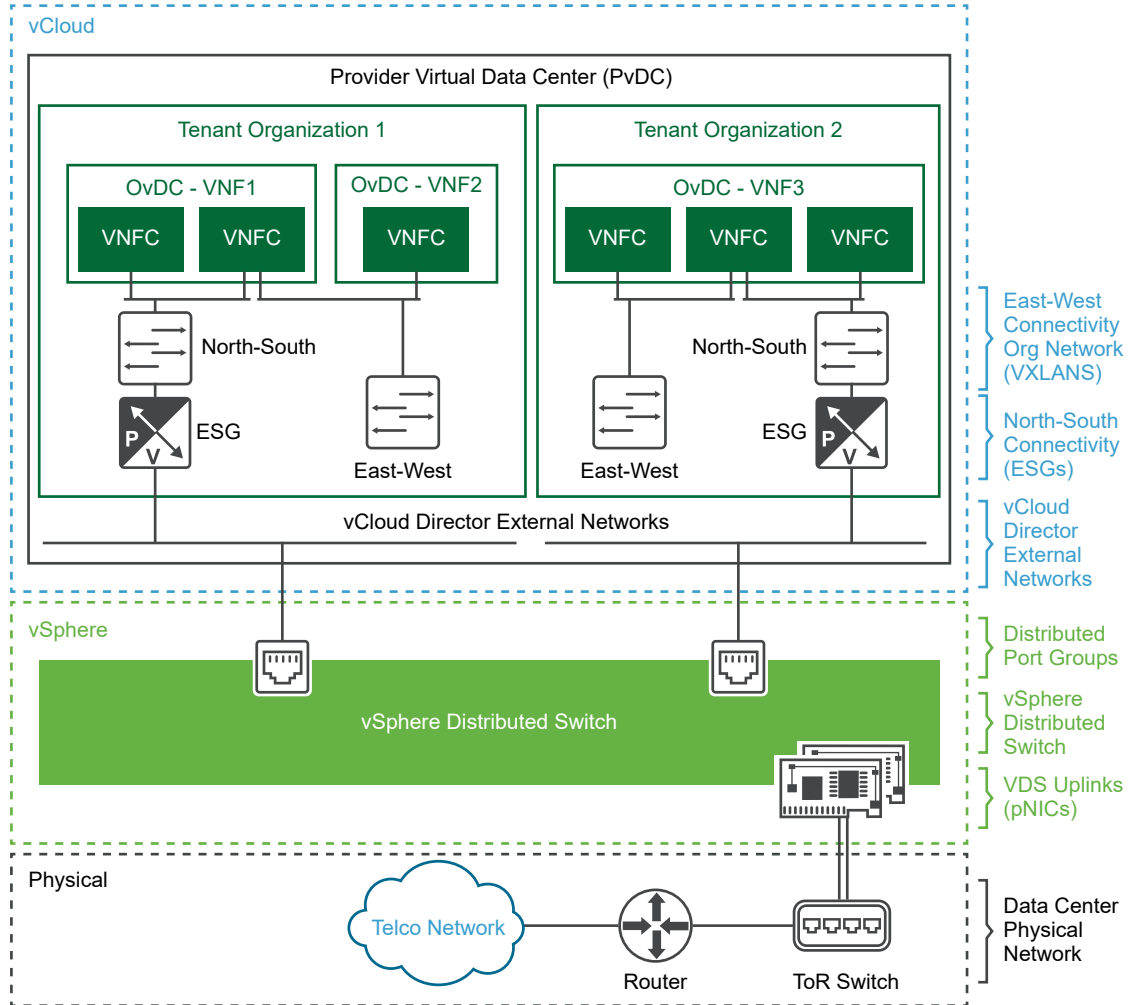 vCloud
Provider Virtual Data Center (PvDC)
Tenant Organization 1
Tenant Organization 2
OvDC - VNF1
OvDC - VNF2
OvDC - VNF3
VNFC
VNFC
VNFC
VNFC
VNFC
VNFC
North-South
North-South
East-West
Connectivity
Org Network
(VXLANS)
P
V
ESG
East-West
East-West
ESG
P
V
North-South
Connectivity
(ESGs)
vCloud Director External Networks
vCloud
Director
External
Networks
vSphere
Distributed
Port Groups
vSphere Distributed Switch
vSphere
Distributed
Switch
VDS Uplinks
(pNICs)
Physical
Telco Network
Router
ToR Switch
Data Center
Physical
Network